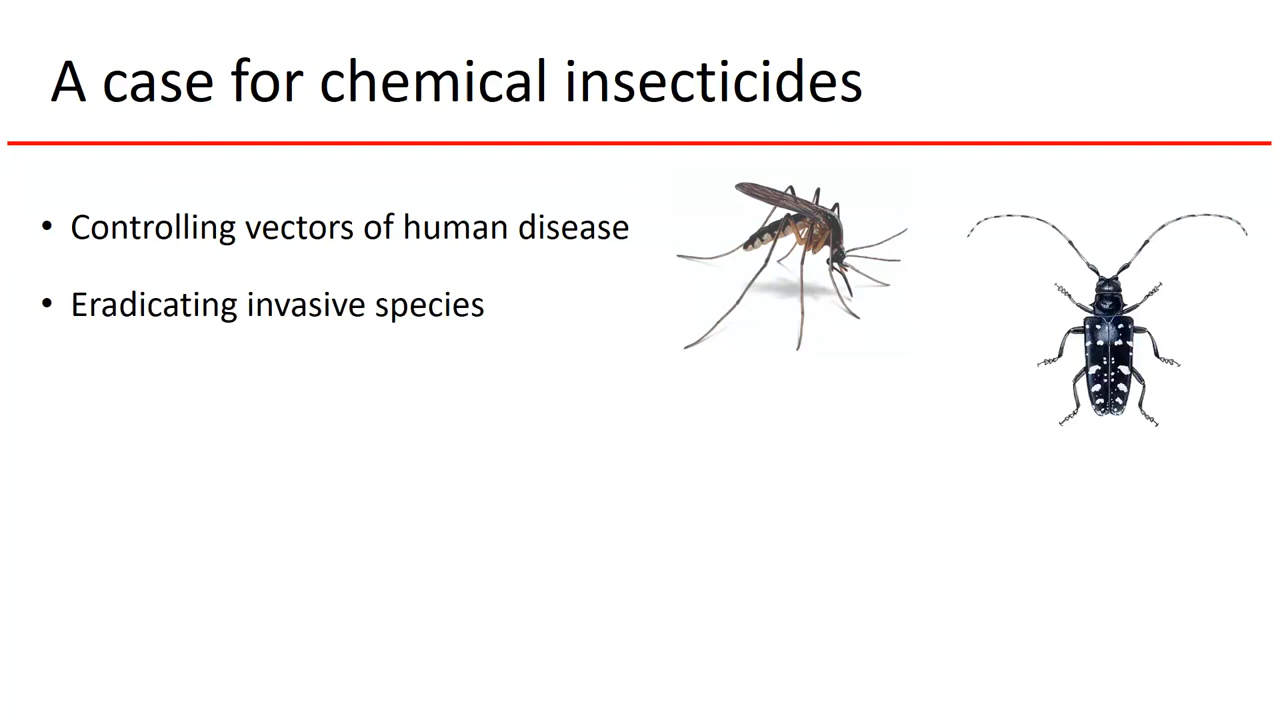 A case for chemical insecticides
• Controlling vectors of human disease
• Eradicating invasive species